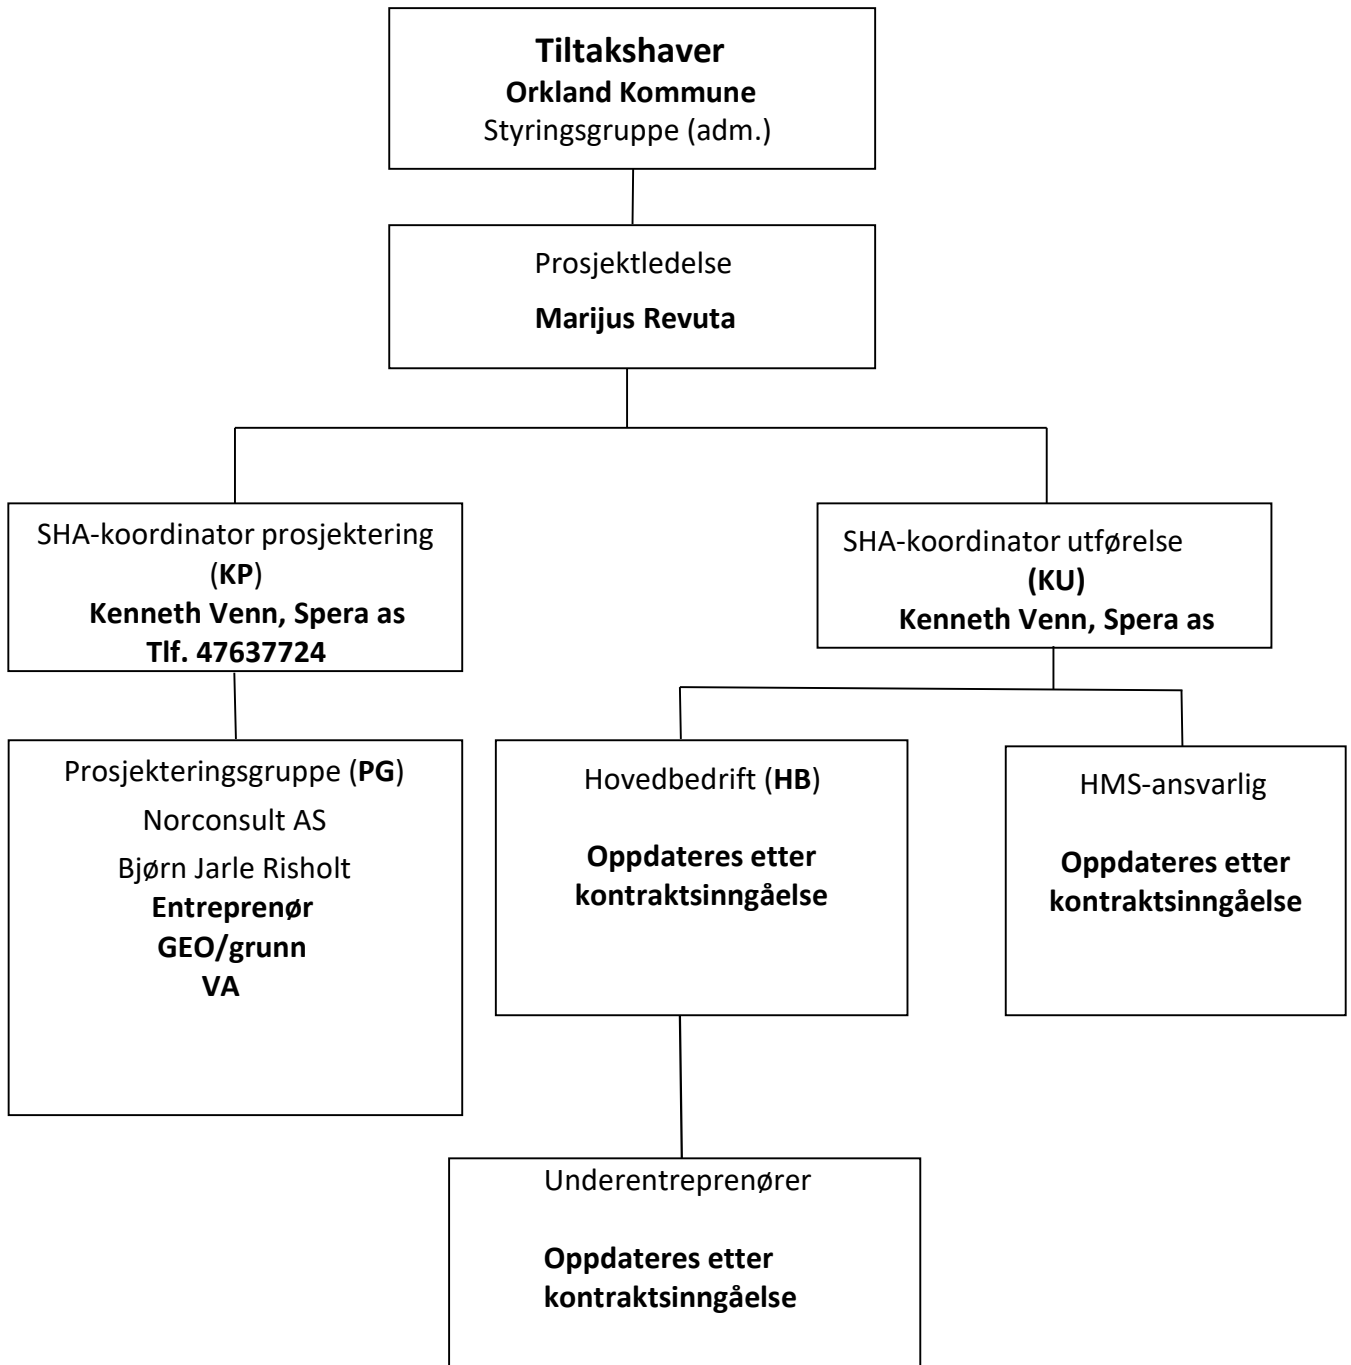 Tiltakshaver
Orkland Kommune
Styringsgruppe (adm.)
Prosjektledelse
Marijus Revuta
SHA-koordinator prosjektering
(KP)
Kenneth Venn, Spera as
Tlf. 47637724
SHA-koordinator utførelse
(KU)
Kenneth Venn, Spera as
Prosjekteringsgruppe (PG)
Norconsult AS
Bjørn Jarle Risholt
Entreprenør
GEO/grunn
VA
Hovedbedrift (HB)
Oppdateres etter
kontraktsinngåelse
HMS-ansvarlig
Oppdateres etter
kontraktsinngåelse
Underentreprenører
Oppdateres etter
kontraktsinngåelse